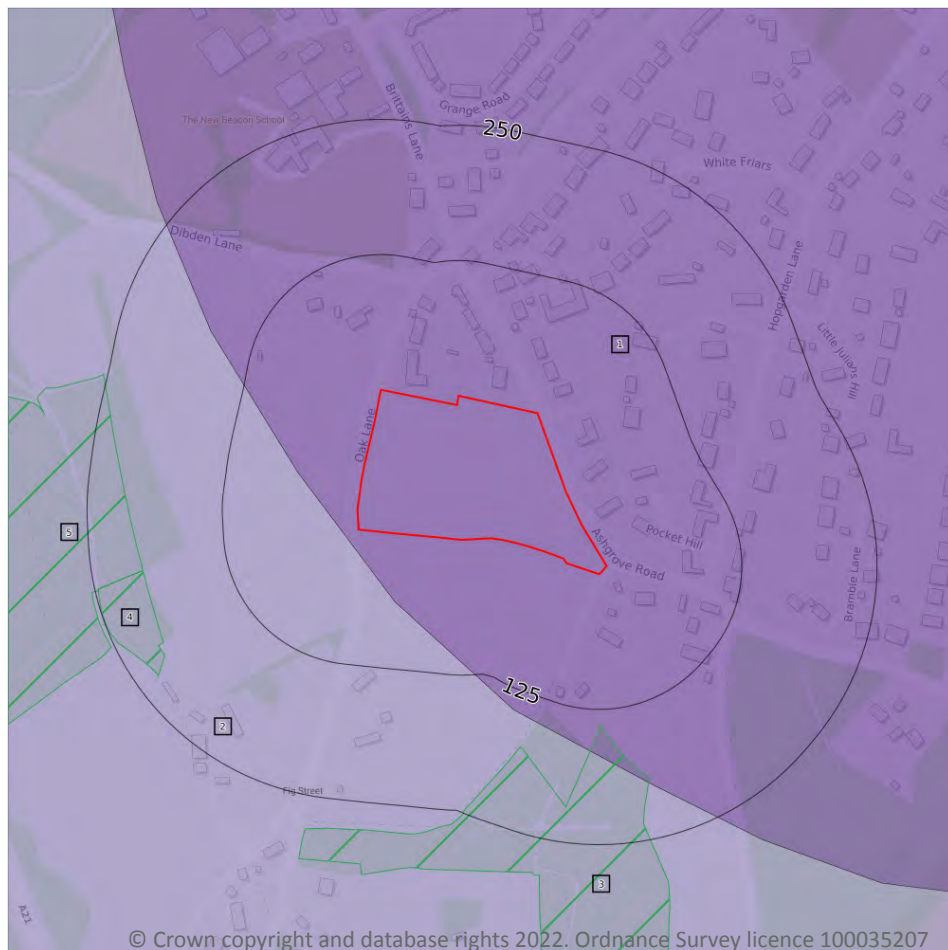 Grange Road
Brittains Lane
The New Beacon School
250
White Friars
Dibden Lane
Hopgarden Lane
Little Julians Hill
1
Oak Lane
5
Pocket Hill
Ashgrove Road
Bramble Lane
4
125
2
Fig Street
3
A21
© Crown copyright and database rights 2022. Ordnance Survey licence 100035207